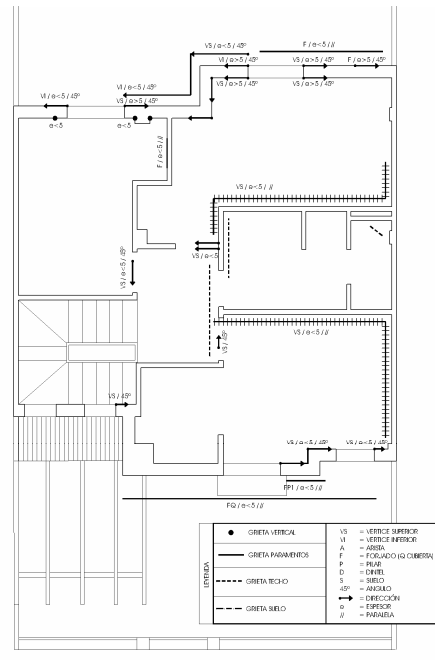 VS / e<5 / 45º
F / e<5 / //
VI / e>5 / 45º
VS / e>5 / 45º
F / e>5 / 45º
VS / e>5 / 45º
VS / e>5 / 45º
VI / e<5 / 45º
VS / e>5 / 45º
e<5
e<5
F / e<5 / //
VS / e<5 / //
VS / e<5
VS / e<5 / 45º
VS / e<5 / //
VS / 45º
VS / 45º
VS / e<5 / 45º
VS / e<5 / 45º
FP1 / e<5 / //
FQ / e<5 / //
LEYENDA
GRIETA VERTICAL
GRIETA PARAMENTOS
GRIETA TECHO
GRIETA SUELO
VS = VERTICE SUPERIOR
VI = VERTICE INFERIOR
A = ARISTA
F = FORJADO (Q CUBIERTA)
P = PILAR
D = DINTEL
S = SUELO
45º = ANGULO
= DIRECCIÓN
e = ESPESOR
// = PARALELA